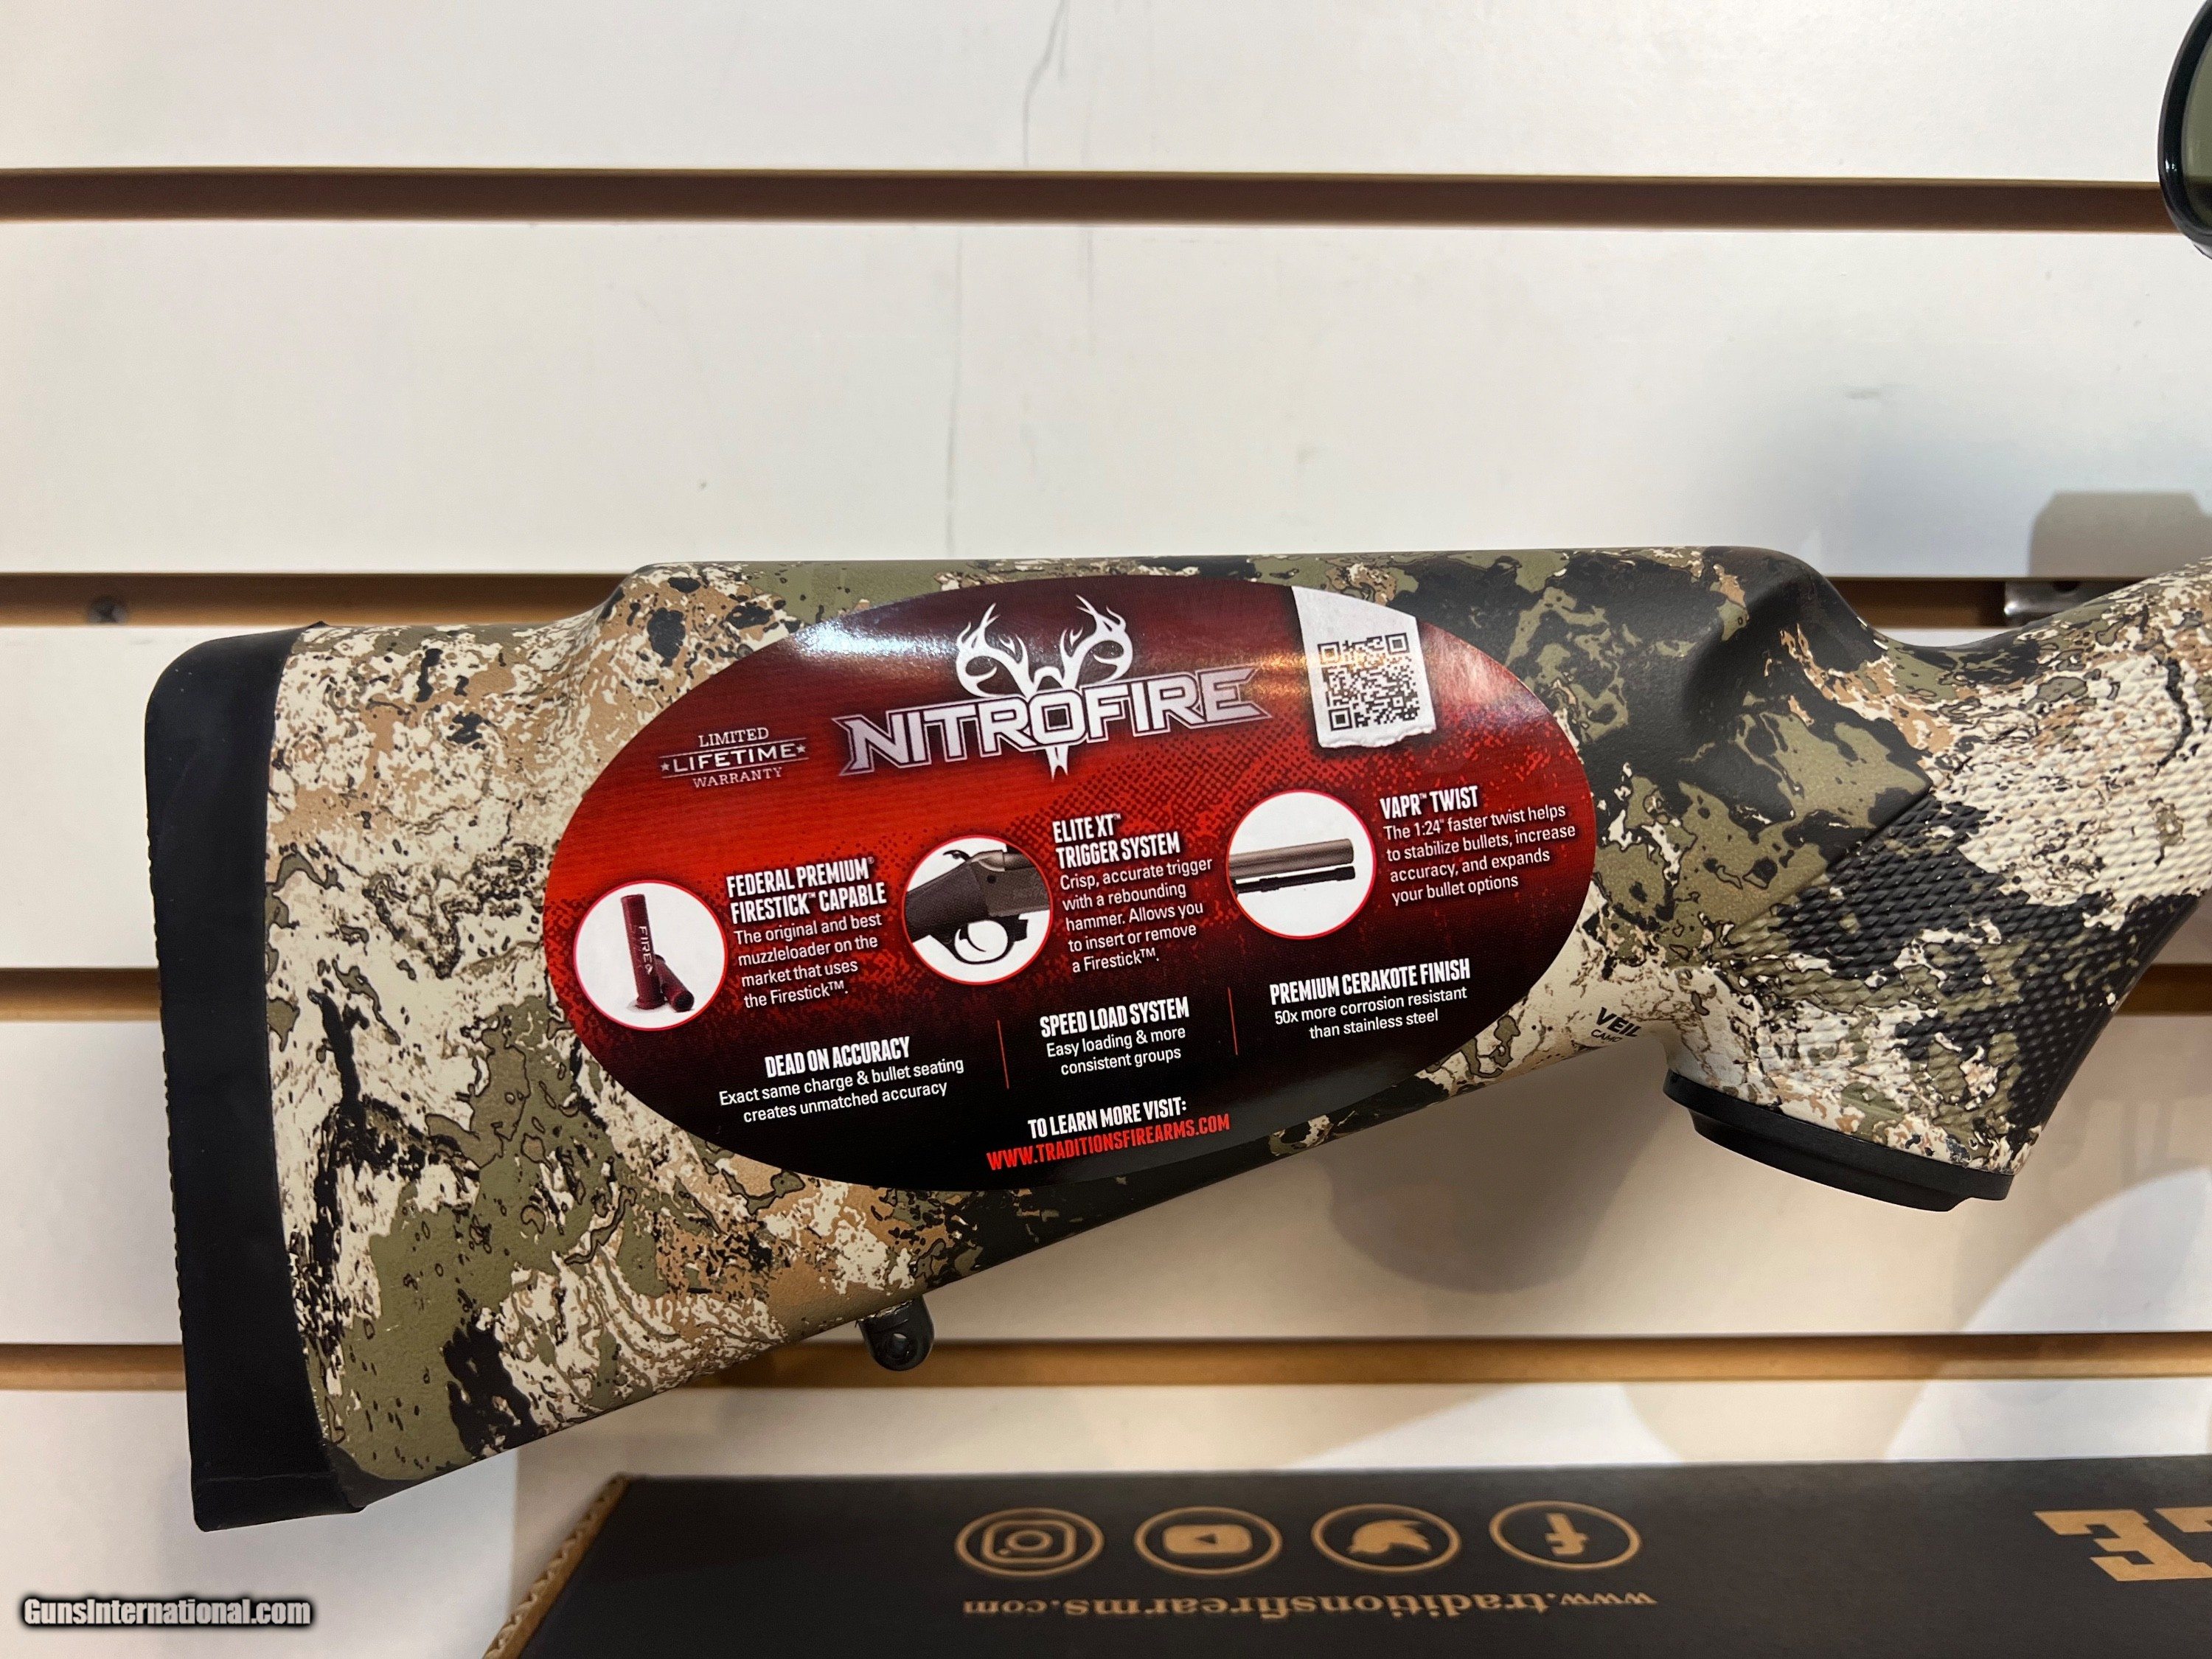 NITROFIRE
LIMITED
LIFETIME
WARRANTY
FEDERAL PREMIUM®
FIRESTICK™ CAPABLE
The original and best
muzzleloader on the
market that uses
the Firestick™.
FIRE
ELITE XT™
TRIGGER SYSTEM
Crisp, accurate trigger
with a rebounding
hammer. Allows you
to insert or remove
a Firestick™.
VAPR™ TWIST
The 1:24" faster twist helps
to stabilize bullets, increase
accuracy, and expands
your bullet options
DEAD ON ACCURACY
Exact same charge & bullet seating
creates unmatched accuracy
SPEED LOAD SYSTEM
Easy loading & more
consistent groups
PREMIUM CERAKOTE FINISH
50x more corrosion resistant
than stainless steel
TO LEARN MORE VISIT:
WWW.TRADITIONSFIREARMS.COM
VEIL
www.traditionsfirearms.com
GunsInternational.com